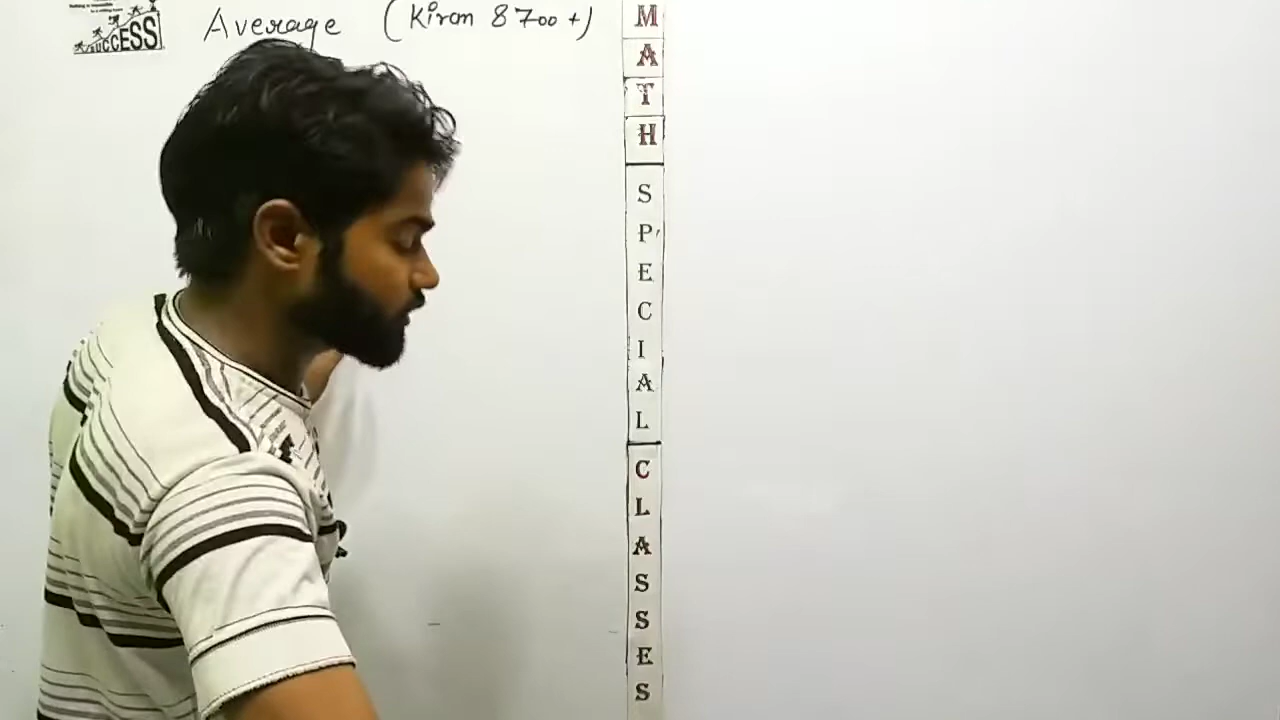 SUCCESS
Average (Kiran 8700+)
MATH
SPECIAL
CLASSES